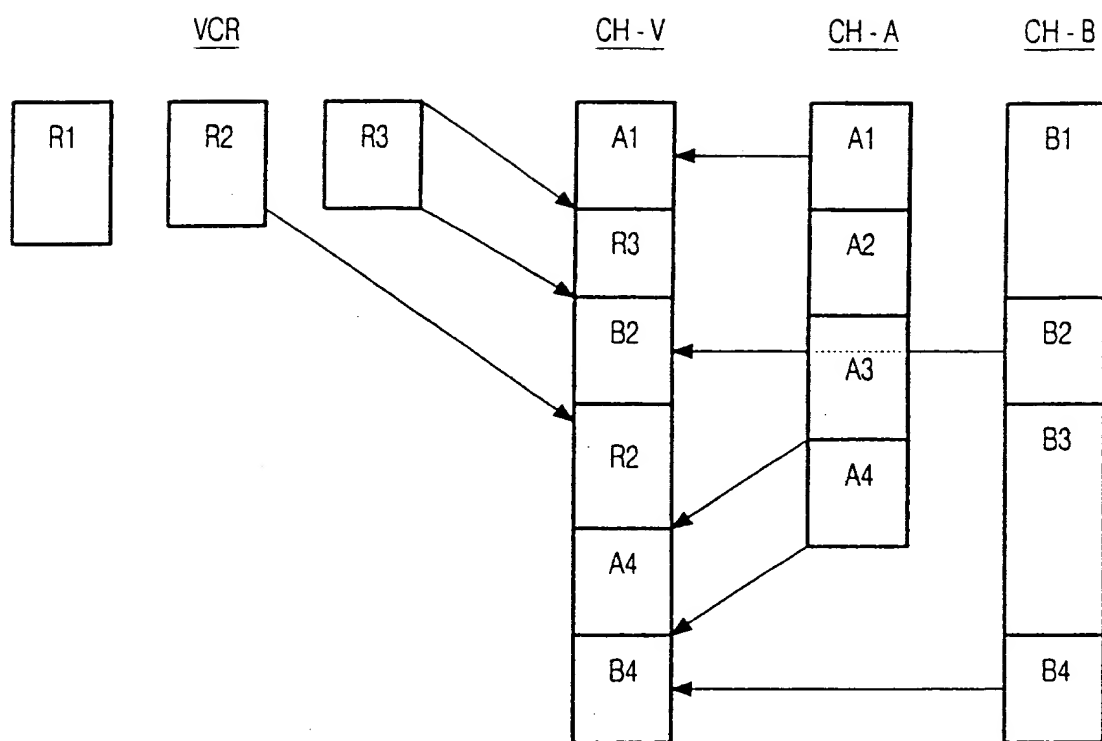 VCR
CH - V
CH - A
CH - B
R1
R2
R3
A1
R3
B2
R2
A4
B4
A1
A2
A3
A4
B1
B2
B3
B4